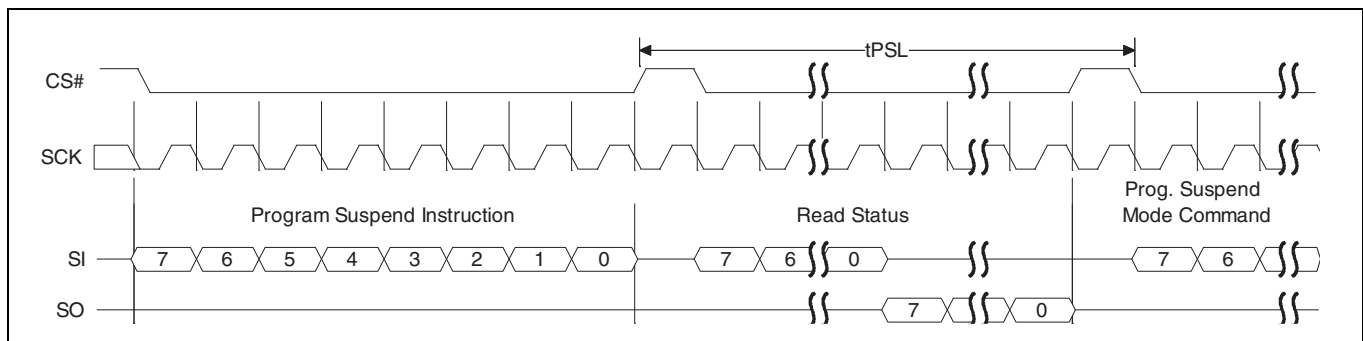 tPSL
CS#
SCK
Prog. Suspend
Program Suspend Instruction Read Status Mode Command
SI 7 6 5 4 3 2 1 0 7 6 0 7 6
SO 7 0